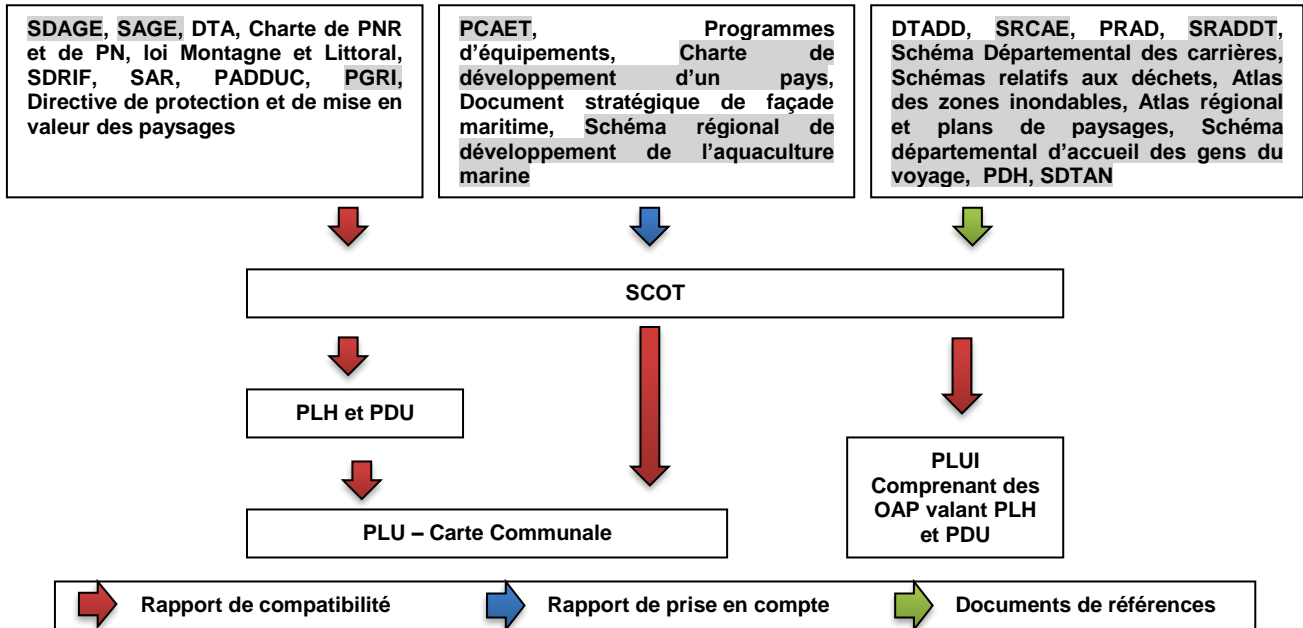 SDAGE, SAGE, DTA, Charte de PNR
et de PN, loi Montagne et Littoral,
SDRIF, SAR, PADDUC, PGRI,
Directive de protection et de mise en
valeur des paysages
PCAET, Programmes
d’équipements, Charte de
développement d’un pays,
Document stratégique de façade
maritime, Schéma régional de
développement de l’aquaculture
marine
DTADD, SRCAE, PRAD, SRADDT,
Schéma Départemental des carrières,
Schémas relatifs aux déchets, Atlas
des zones inondables, Atlas régional
et plans de paysages, Schéma
départemental d’accueil des gens du
voyage, PDH, SDTAN
SCOT
PLH et PDU
PLUI
Comprenant des
OAP valant PLH
et PDU
PLU – Carte Communale
Rapport de compatibilité
Rapport de prise en compte
Documents de références